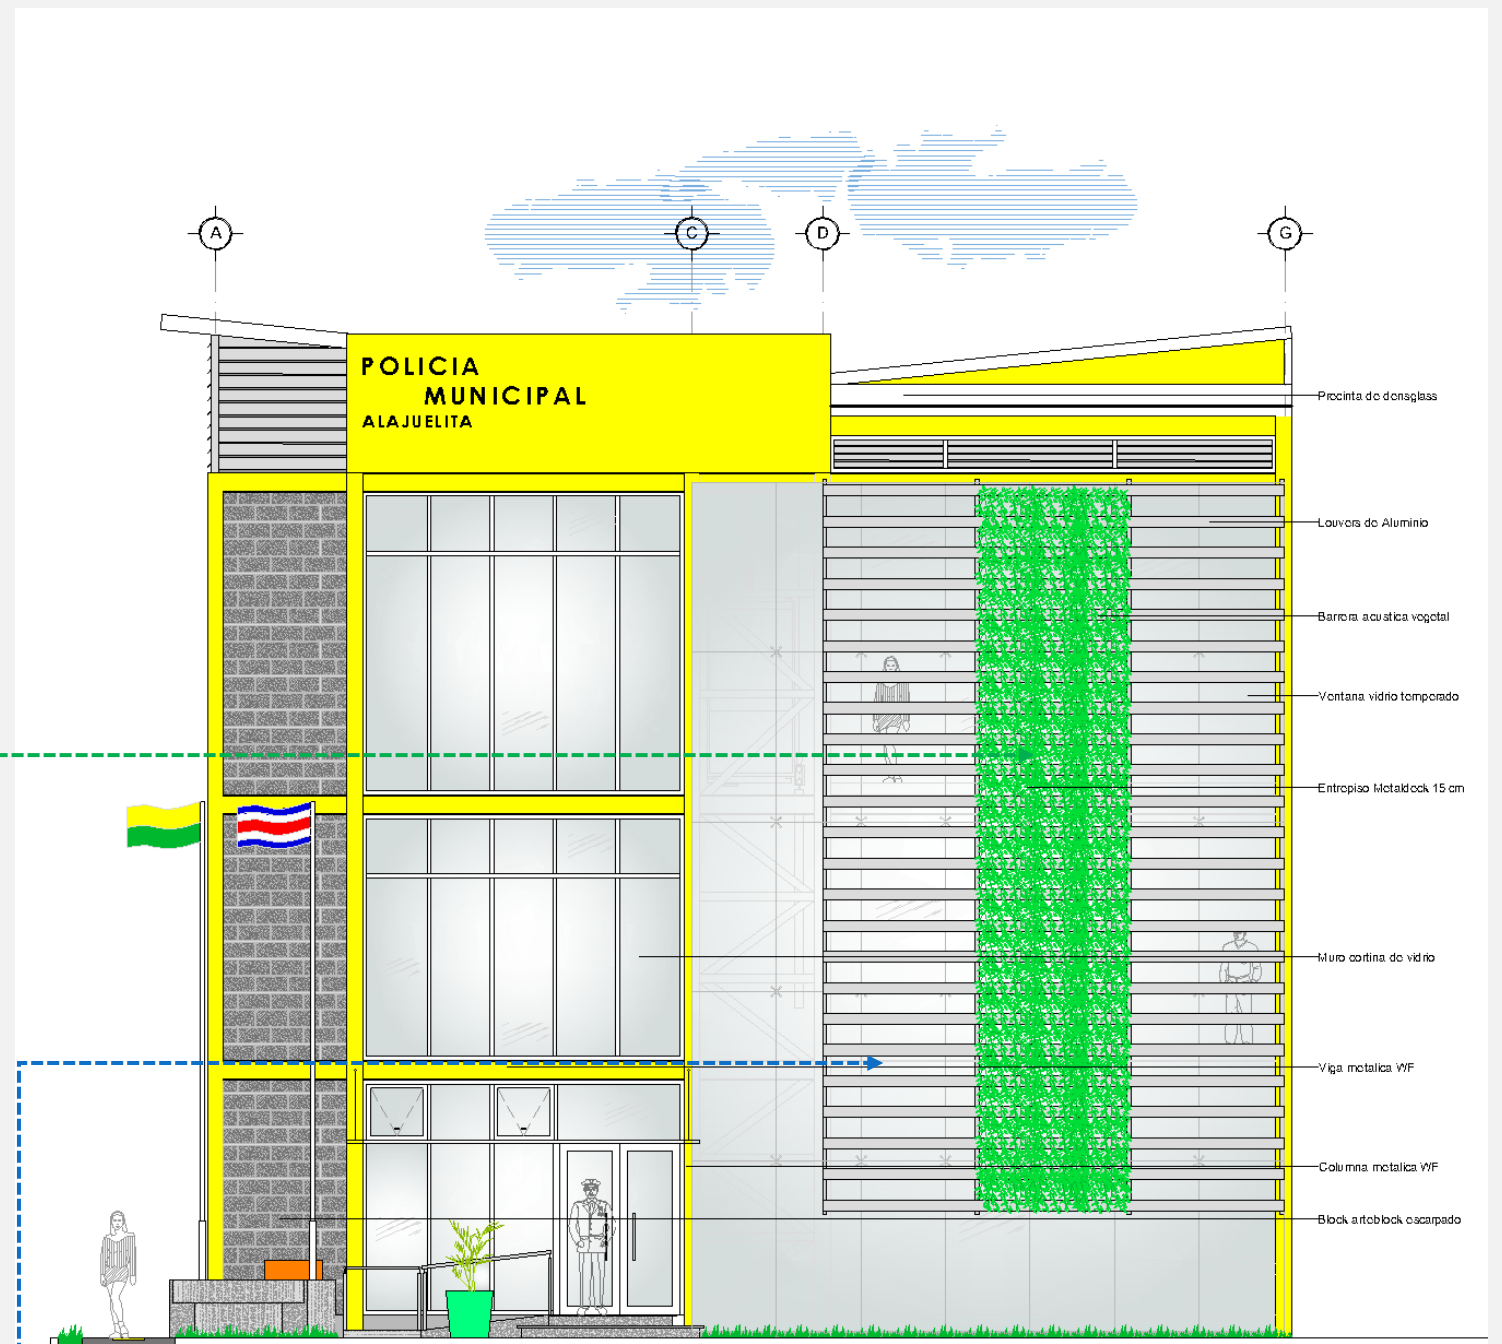 A
C
D
G
POLICIA
MUNICIPAL
ALAJUELITA
Precinta de densglass
Louvers de Aluminio
Barrera acustica vegetal
Ventana vidrio temperado
Entrepiso Metaldeck 15 cm
Muro cortina de vidrio
Viga metalica WF
Columna metalica WF
Block arteblock escarpado